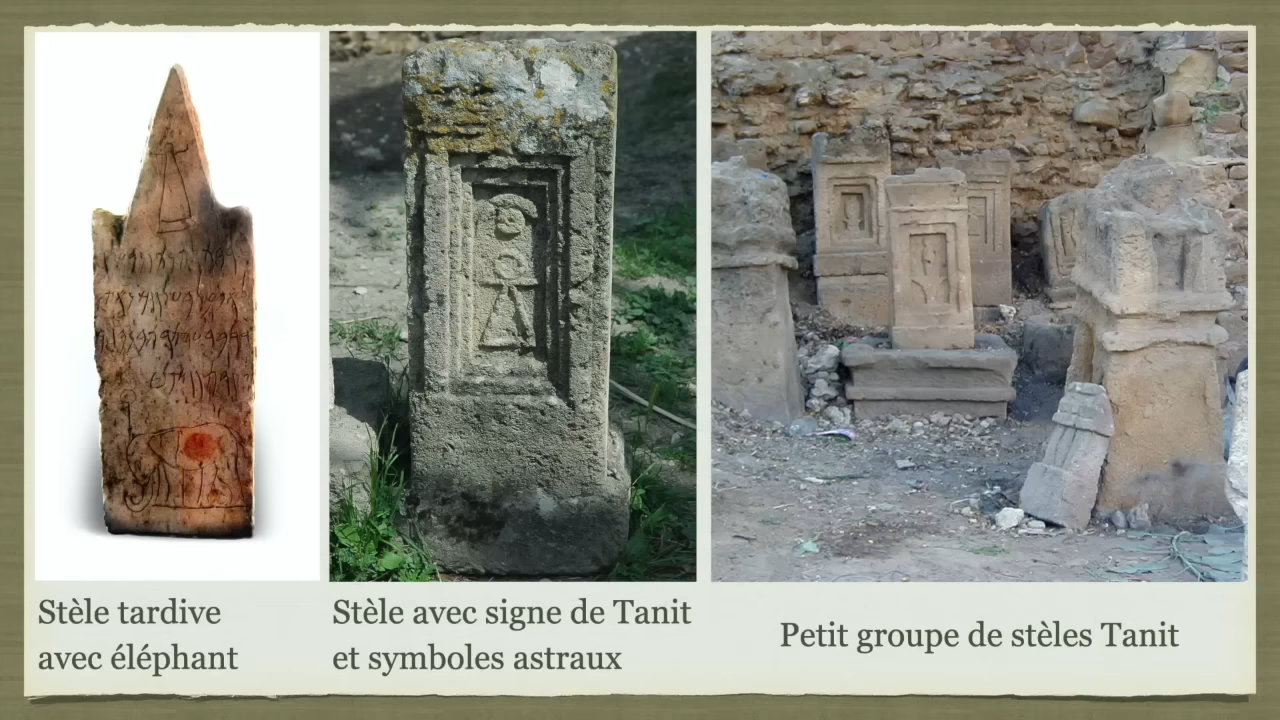 Stèle tardive
avec éléphant
Stèle avec signe de Tanit
et symboles astraux
Petit groupe de stèles Tanit